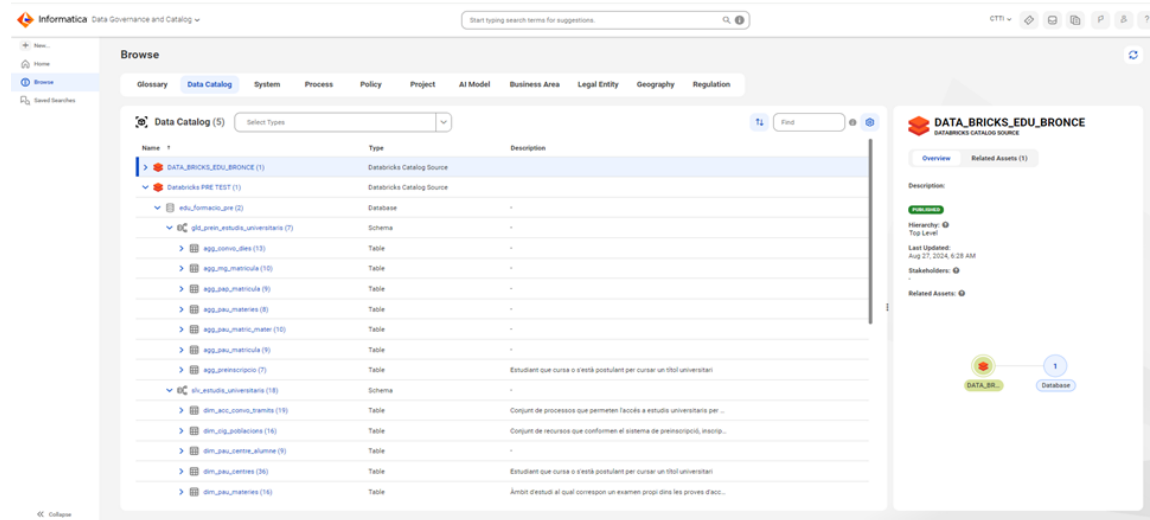 Informatica Data Governance and Catalog
Start typing search terms for suggestions.
CTTI
New...
Home
Browse
Saved Searches
Collapse
Browse
Glossary Data Catalog System Process Policy Project AI Model Business Area Legal Entity Geography Regulation
Data Catalog (5) Select Types Find
Name Type Description
DATA_BRICKS_EDU_BRONCE (1) Databricks Catalog Source
Databricks PRE TEST (1) Databricks Catalog Source
edu_formacio_pre (2) Database -
gld_prein_estudis_universitaris (7) Schema -
agg_convo_dies (13) Table -
agg_mg_matricula (10) Table -
agg_pap_matricula (9) Table -
agg_pau_materies (8) Table -
agg_pau_matric_mater (10) Table -
agg_pau_matricula (9) Table -
agg_preinscripcio (7) Table Estudiant que cursa o s'està postulant per cursar un títol universitari
slv_estudis_universitaris (18) Schema -
dim_acc_convo_tramits (19) Table Conjunt de processos que permeten l'accés a estudis universitaris per ...
dim_cig_poblacions (16) Table Conjunt de recursos que conformen el sistema de preinscripció, inscrip...
dim_pau_centre_alumne (9) Table -
dim_pau_centres (36) Table Estudiant que cursa o s'està postulant per cursar un títol universitari
dim_pau_materies (16) Table Àmbit d'estudi al qual correspon un examen propi dins les proves d'acc...
DATA_BRICKS_EDU_BRONCE
DATABRICKS CATALOG SOURCE
Overview Related Assets (1)
Description:
PUBLISHED
Hierarchy:
Top Level
Last Updated:
Aug 27, 2024, 6:28 AM
Stakeholders:
-
Related Assets:
1
DATA_BR... Database